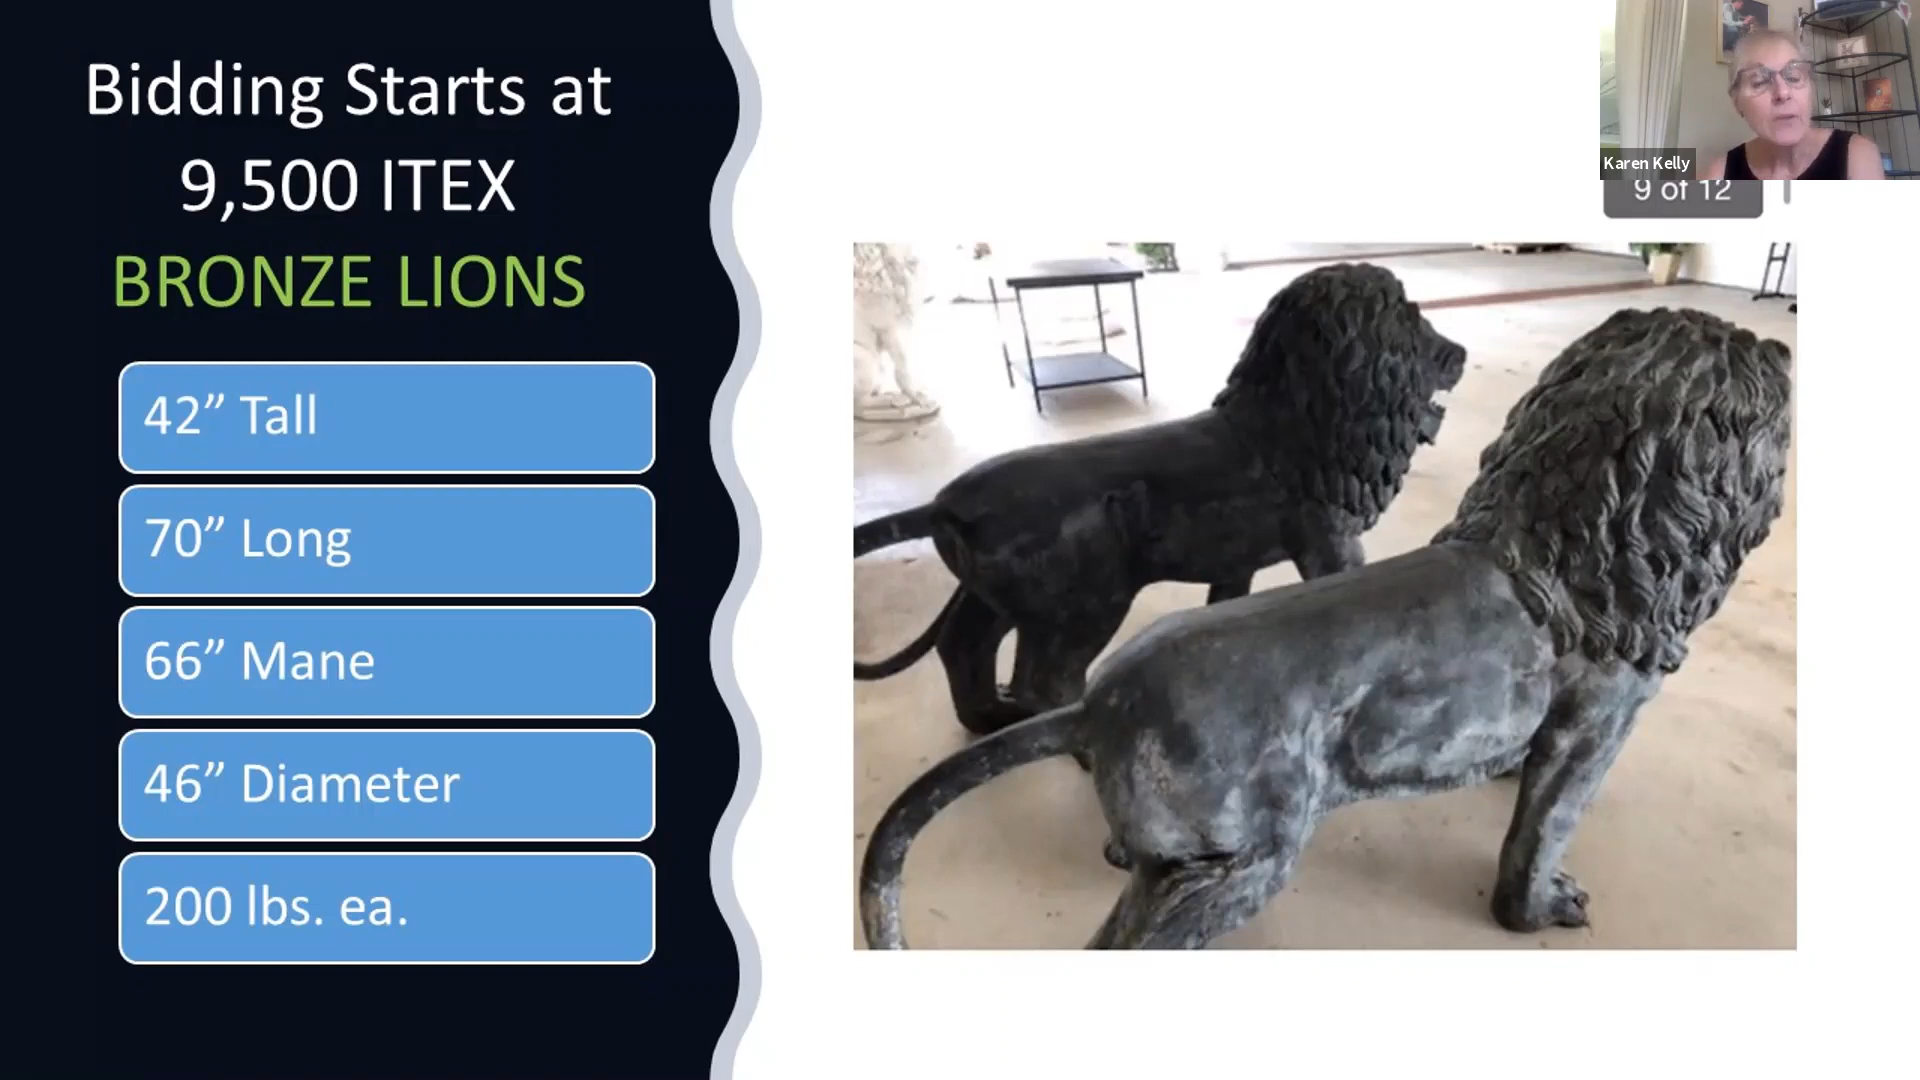 Bidding Starts at
9,500 ITEX
BRONZE LIONS
42” Tall
70” Long
66” Mane
46” Diameter
200 lbs. ea.
Karen Kelly
9 of 12